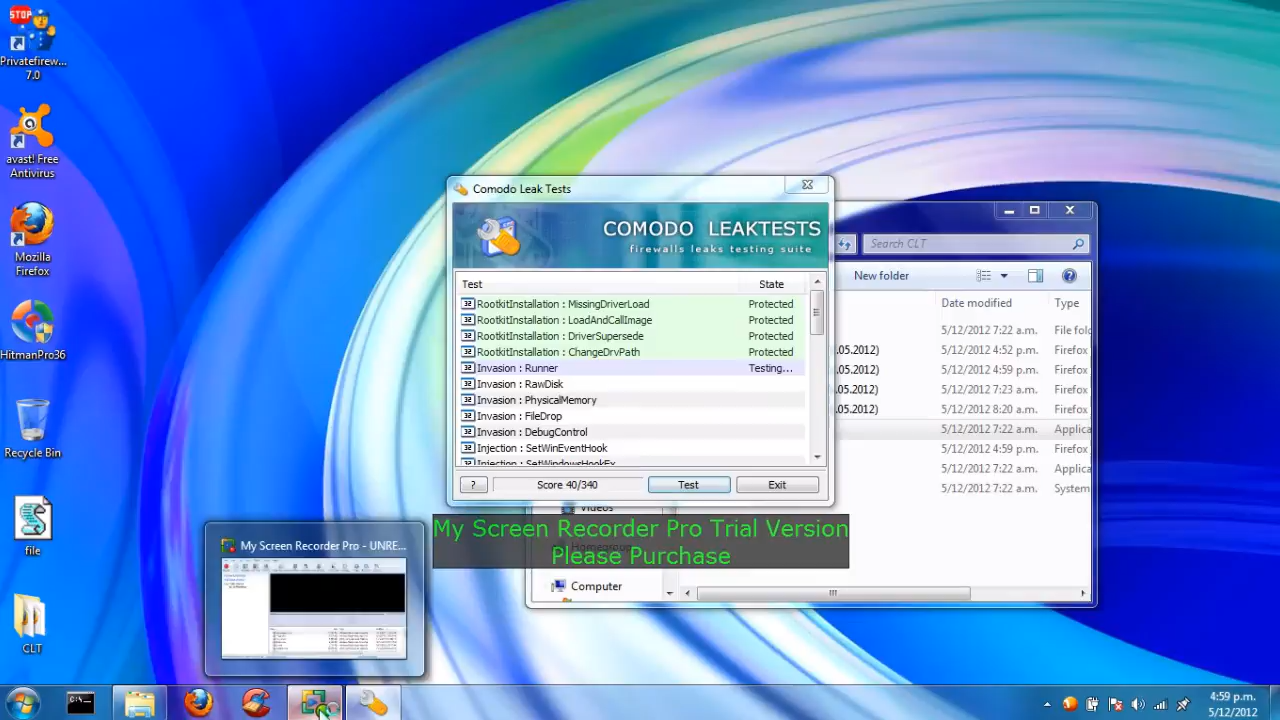 STOP
Privatefirew...
7.0
avast! Free
Antivirus
Mozilla
Firefox
HitmanPro36
Recycle Bin
file
CLT
Comodo Leak Tests
COMODO LEAKTESTS
firewalls leaks testing suite
Test State
RootkitInstallation : MissingDriverLoad Protected
RootkitInstallation : LoadAndCallImage Protected
RootkitInstallation : DriverSupersede Protected
RootkitInstallation : ChangeDrvPath Protected
Invasion : Runner Testing...
Invasion : RawDisk
Invasion : PhysicalMemory
Invasion : FileDrop
Invasion : DebugControl
Injection : SetWinEventHook
Injection : SetWindowsHookEx
? Score 40/340 Test Exit
Search CLT
New folder
Date modified Type
5/12/2012 7:22 a.m. File fold
.05.2012) 5/12/2012 4:52 p.m. Firefox
.05.2012) 5/12/2012 4:59 p.m. Firefox
.05.2012) 5/12/2012 7:23 a.m. Firefox
.05.2012) 5/12/2012 8:20 a.m. Firefox
5/12/2012 7:22 a.m. Applica
5/12/2012 4:59 p.m. Firefox
5/12/2012 7:22 a.m. Applica
5/12/2012 7:22 a.m. System
Videos
My Screen Recorder Pro Trial Version
Please Purchase
Computer
My Screen Recorder Pro - UNRE...
4:59 p.m.
5/12/2012